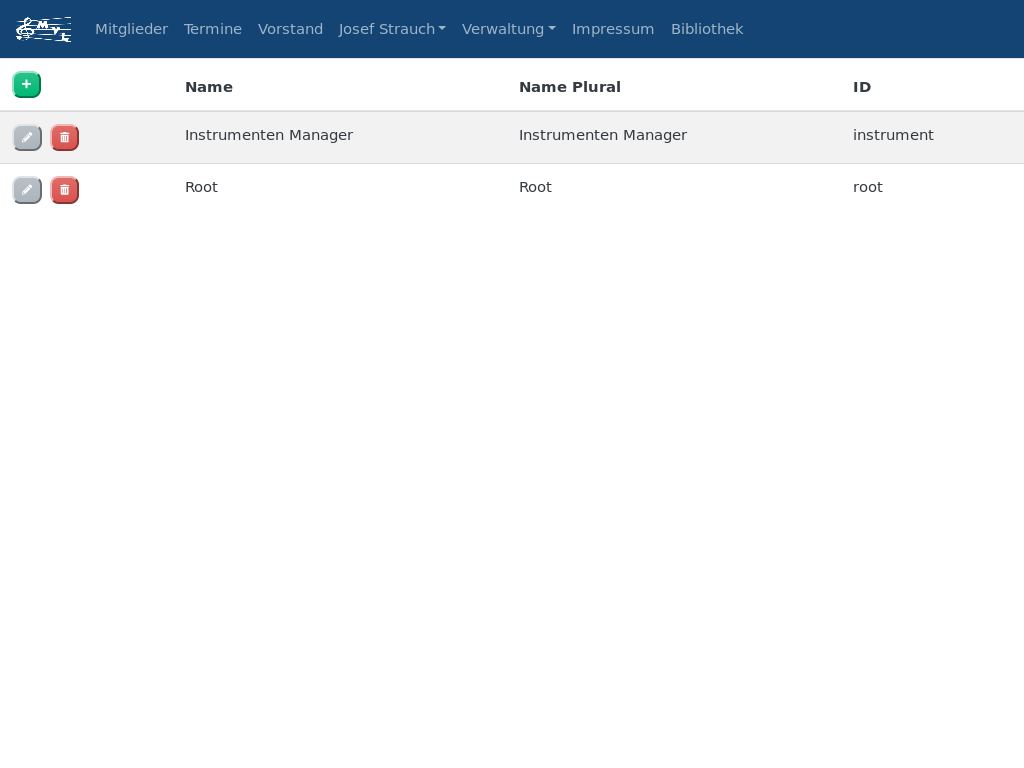 MVL Mitglieder Termine Vorstand Josef Strauch Verwaltung Impressum Bibliothek
+ Name Name Plural ID
Instrumenten Manager Instrumenten Manager instrument
Root Root root